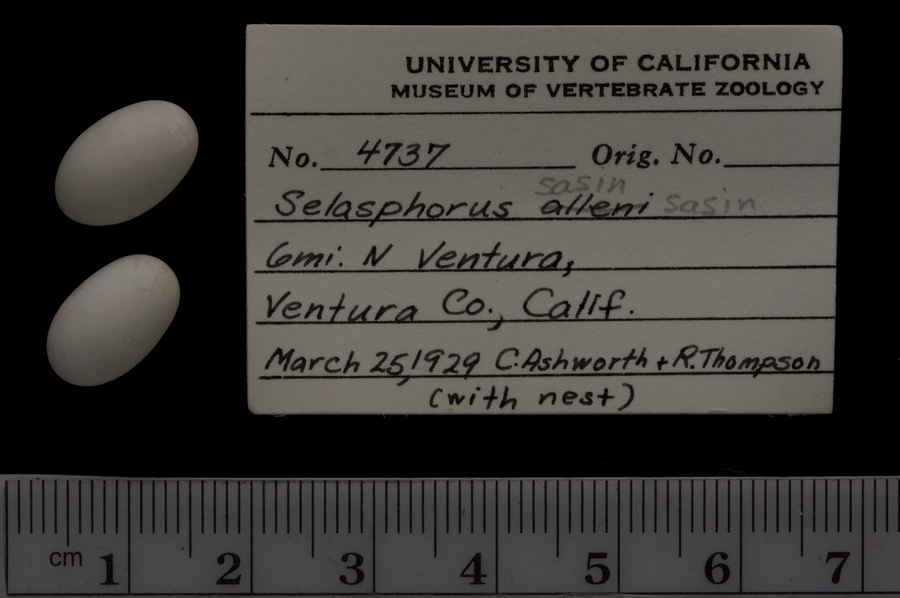 UNIVERSITY OF CALIFORNIA
MUSEUM OF VERTEBRATE ZOOLOGY
No. 4737 Orig. No.
sasin
Selasphorus alleni sasin
6mi. N Ventura,
Ventura Co., Calif.
March 25, 1929 C. Ashworth + R. Thompson
(with nest)
cm 1 2 3 4 5 6 7